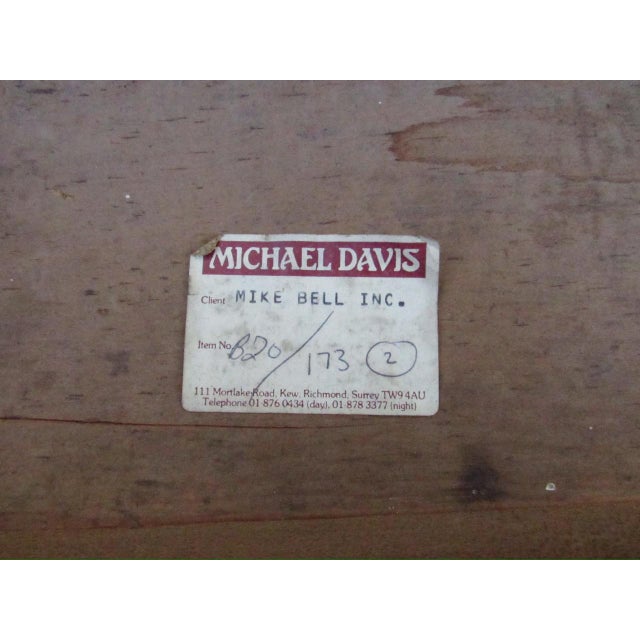 MICHAEL DAVIS
Client MIKE BELL INC.
Item No. B20/173 (2)
111 Mortlake Road, Kew, Richmond, Surrey TW9 4AU
Telephone 01-876 0434 (day), 01-878 3377 (night)